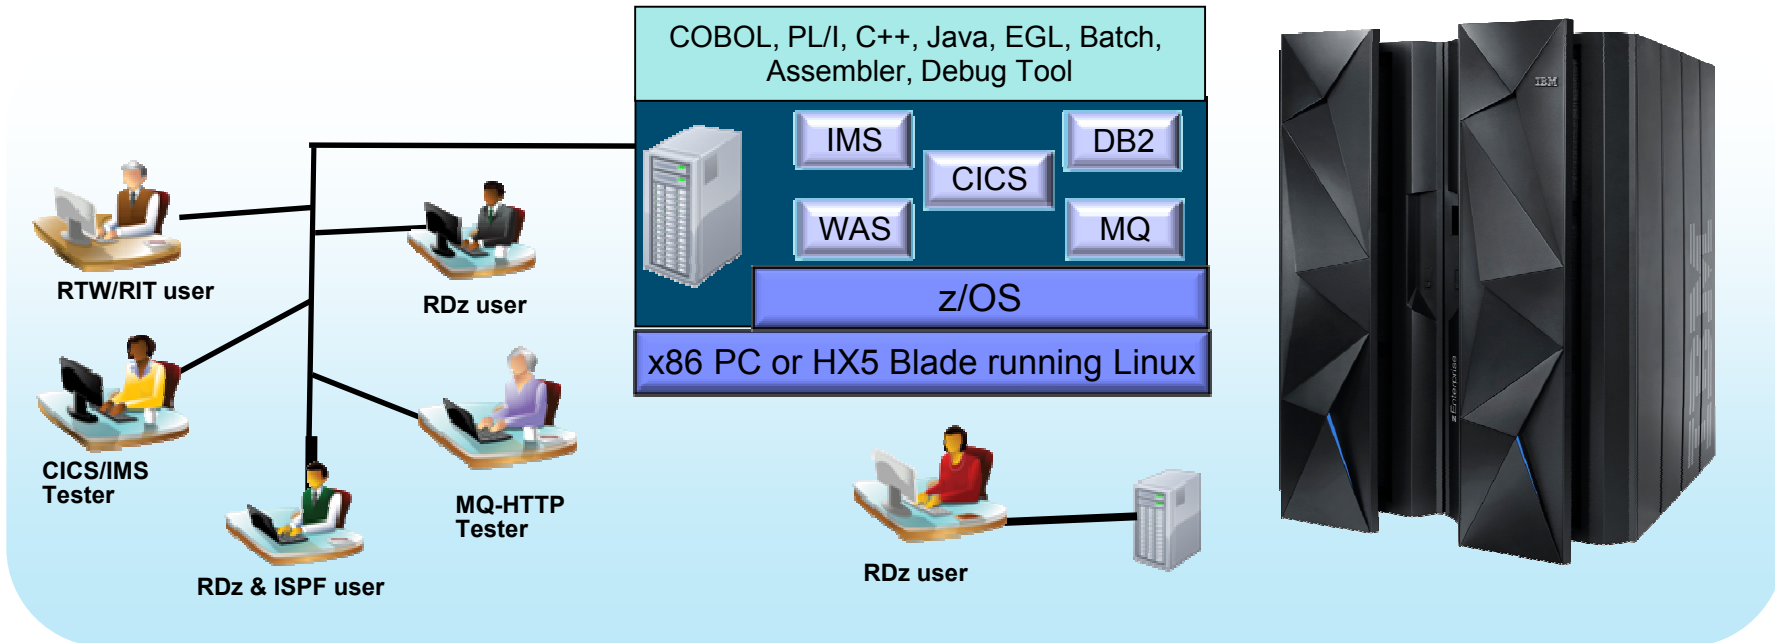 COBOL, PL/I, C++, Java, EGL, Batch,
Assembler, Debug Tool
IMS
DB2
CICS
WAS
MQ
z/OS
x86 PC or HX5 Blade running Linux
RTW/RIT user
RDz user
CICS/IMS
Tester
MQ-HTTP
Tester
RDz & ISPF user
RDz user
IBM
zEnterprise
IBM